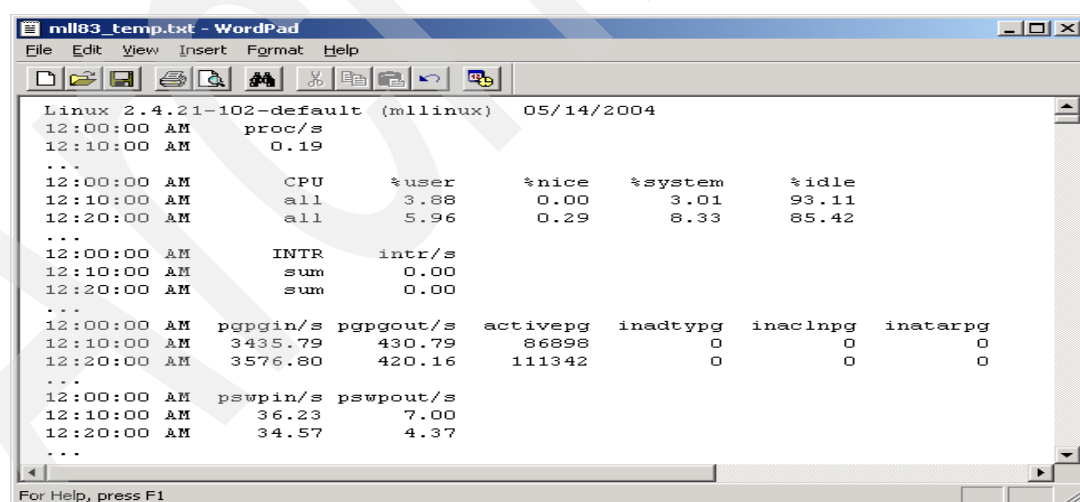 mll83_temp.txt - WordPad
File Edit View Insert Format Help
Linux 2.4.21-102-default (mllinux) 05/14/2004
12:00:00 AM proc/s
12:10:00 AM 0.19
...
12:00:00 AM CPU %user %nice %system %idle
12:10:00 AM all 3.88 0.00 3.01 93.11
12:20:00 AM all 5.96 0.29 8.33 85.42
...
12:00:00 AM INTR intr/s
12:10:00 AM sum 0.00
12:20:00 AM sum 0.00
...
12:00:00 AM pgpgin/s pgpgout/s activepg inadtypg inaclnpg inatarpg
12:10:00 AM 3435.79 430.79 86898 0 0 0
12:20:00 AM 3576.80 420.16 111342 0 0 0
...
12:00:00 AM pswpin/s pswpout/s
12:10:00 AM 36.23 7.00
12:20:00 AM 34.57 4.37
...
For Help, press F1